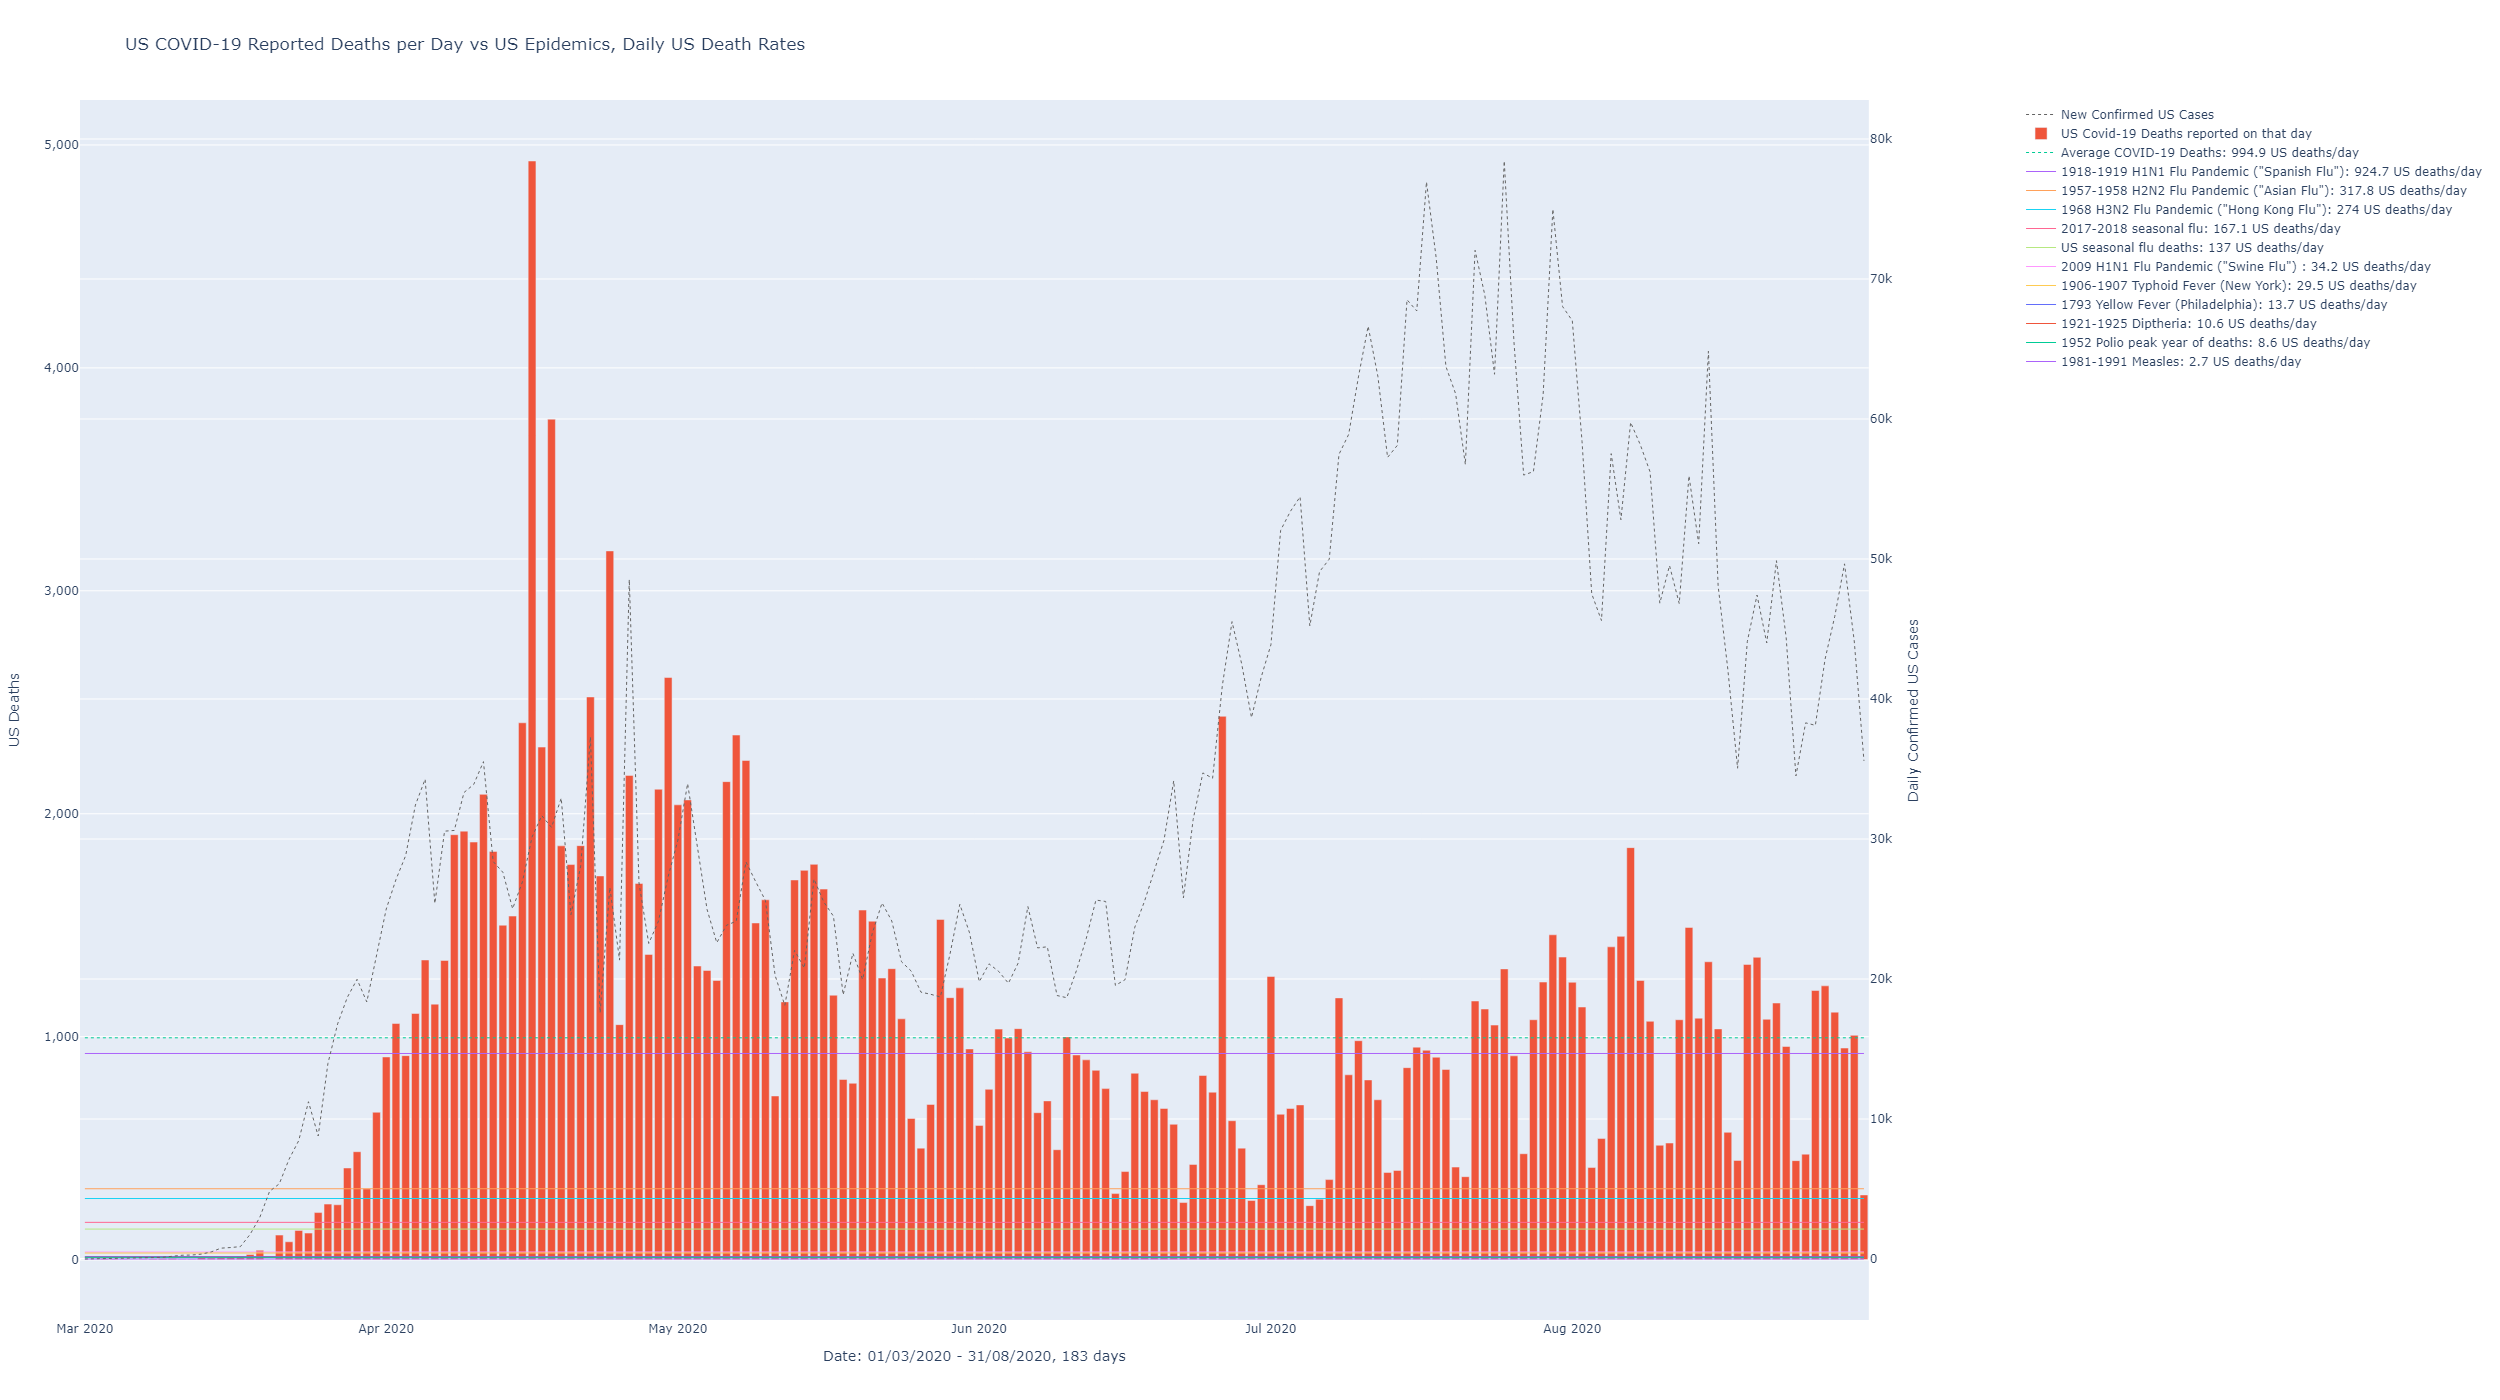 US COVID-19 Reported Deaths per Day vs US Epidemics, Daily US Death Rates
New Confirmed US Cases
US Covid-19 Deaths reported on that day
Average COVID-19 Deaths: 994.9 US deaths/day
1918-1919 H1N1 Flu Pandemic ("Spanish Flu"): 924.7 US deaths/day
1957-1958 H2N2 Flu Pandemic ("Asian Flu"): 317.8 US deaths/day
1968 H3N2 Flu Pandemic ("Hong Kong Flu"): 274 US deaths/day
2017-2018 seasonal flu: 167.1 US deaths/day
US seasonal flu deaths: 137 US deaths/day
2009 H1N1 Flu Pandemic ("Swine Flu") : 34.2 US deaths/day
1906-1907 Typhoid Fever (New York): 29.5 US deaths/day
1793 Yellow Fever (Philadelphia): 13.7 US deaths/day
1921-1925 Diptheria: 10.6 US deaths/day
1952 Polio peak year of deaths: 8.6 US deaths/day
1981-1991 Measles: 2.7 US deaths/day
US Deaths
5,000
4,000
3,000
2,000
1,000
0
80k
70k
60k
50k
40k
30k
20k
10k
0
Daily Confirmed US Cases
Mar 2020
Apr 2020
May 2020
Jun 2020
Jul 2020
Aug 2020
Date: 01/03/2020 - 31/08/2020, 183 days